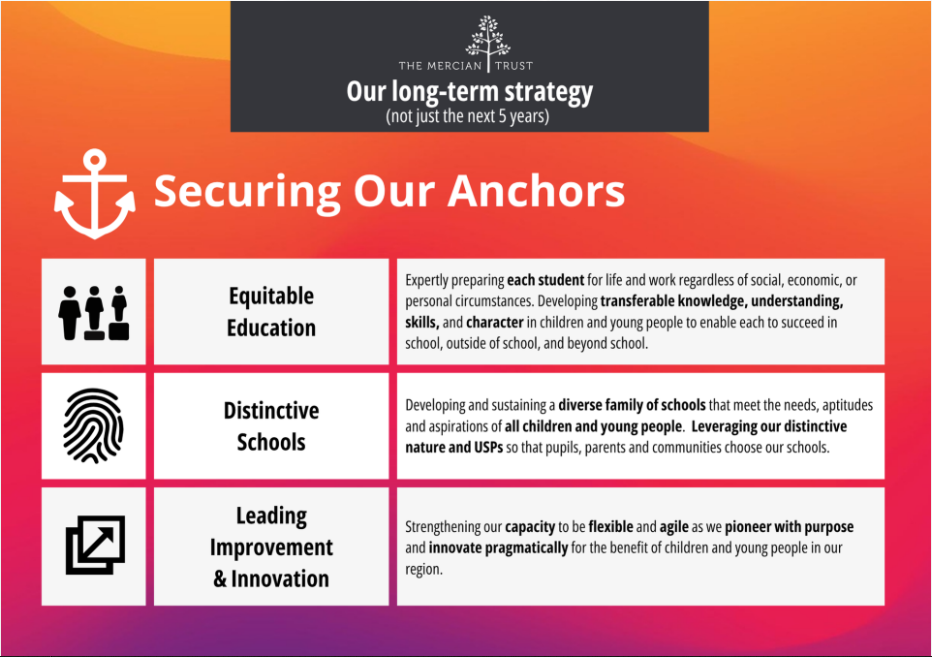 THE MERCIAN TRUST
Our long-term strategy
(not just the next 5 years)
Securing Our Anchors
Equitable
Education
Expertly preparing each student for life and work regardless of social, economic, or
personal circumstances. Developing transferable knowledge, understanding,
skills, and character in children and young people to enable each to succeed in
school, outside of school, and beyond school.
Distinctive
Schools
Developing and sustaining a diverse family of schools that meet the needs, aptitudes
and aspirations of all children and young people. Leveraging our distinctive
nature and USPs so that pupils, parents and communities choose our schools.
Leading
Improvement
& Innovation
Strengthening our capacity to be flexible and agile as we pioneer with purpose
and innovate pragmatically for the benefit of children and young people in our
region.